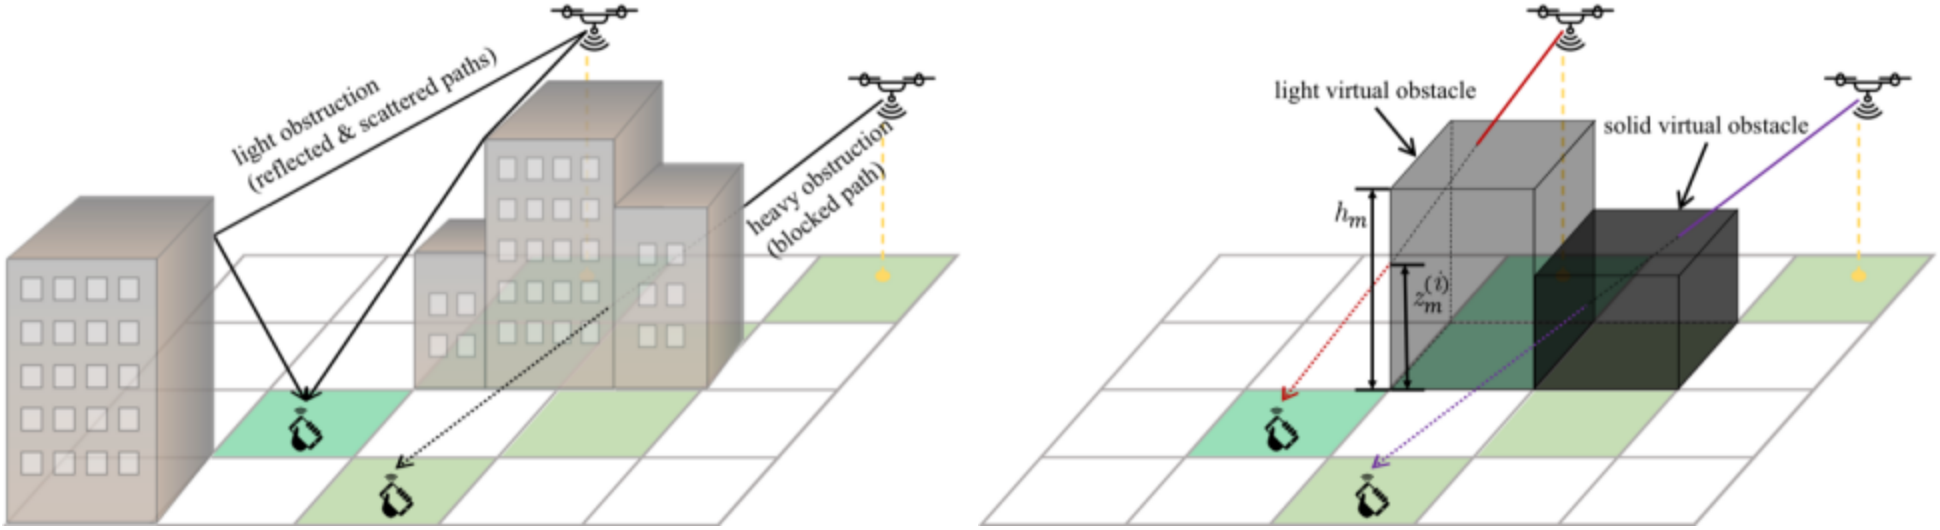 light obstruction
(reflected & scattered paths)
heavy obstruction
(blocked path)
light virtual obstacle
solid virtual obstacle
h_m
z_m^{(i)}